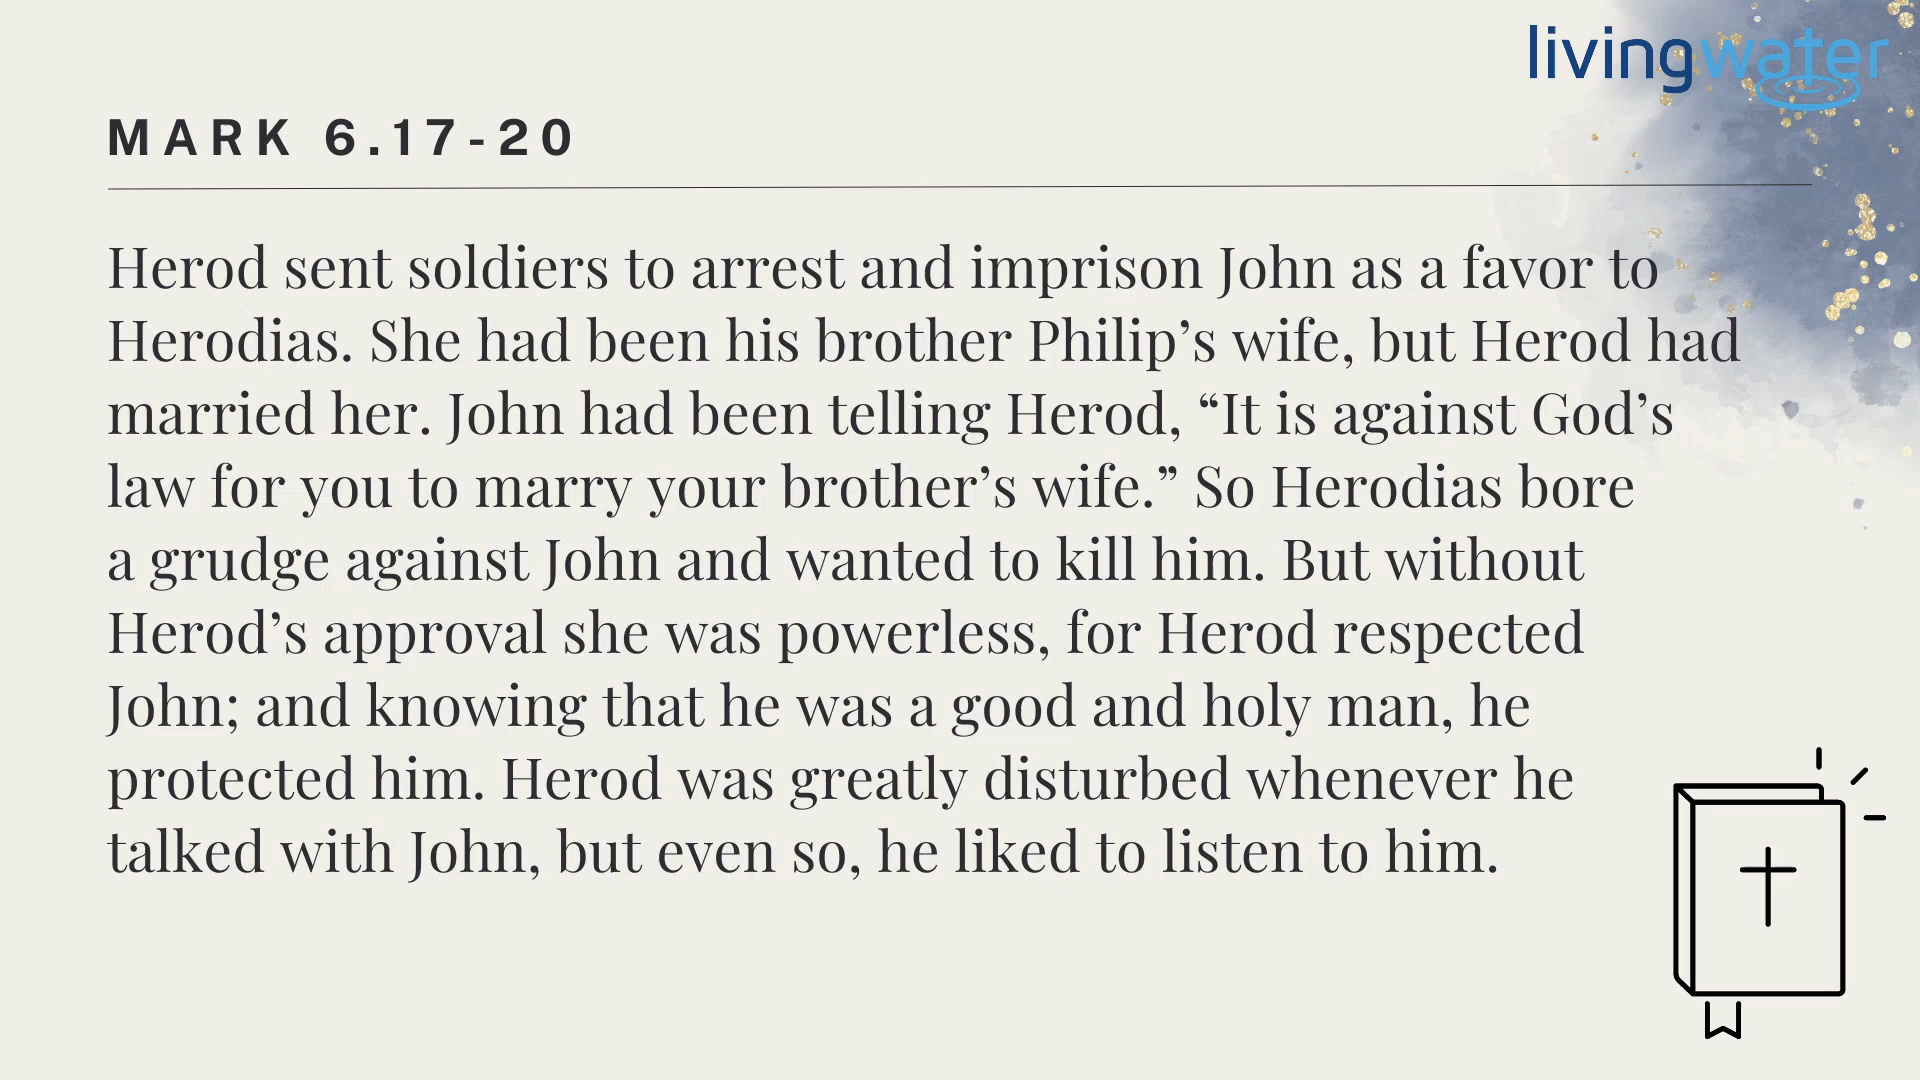 livingwater
MARK 6.17-20
Herod sent soldiers to arrest and imprison John as a favor to
Herodias. She had been his brother Philip’s wife, but Herod had
married her. John had been telling Herod, “It is against God’s
law for you to marry your brother’s wife.” So Herodias bore
a grudge against John and wanted to kill him. But without
Herod’s approval she was powerless, for Herod respected
John; and knowing that he was a good and holy man, he
protected him. Herod was greatly disturbed whenever he
talked with John, but even so, he liked to listen to him.